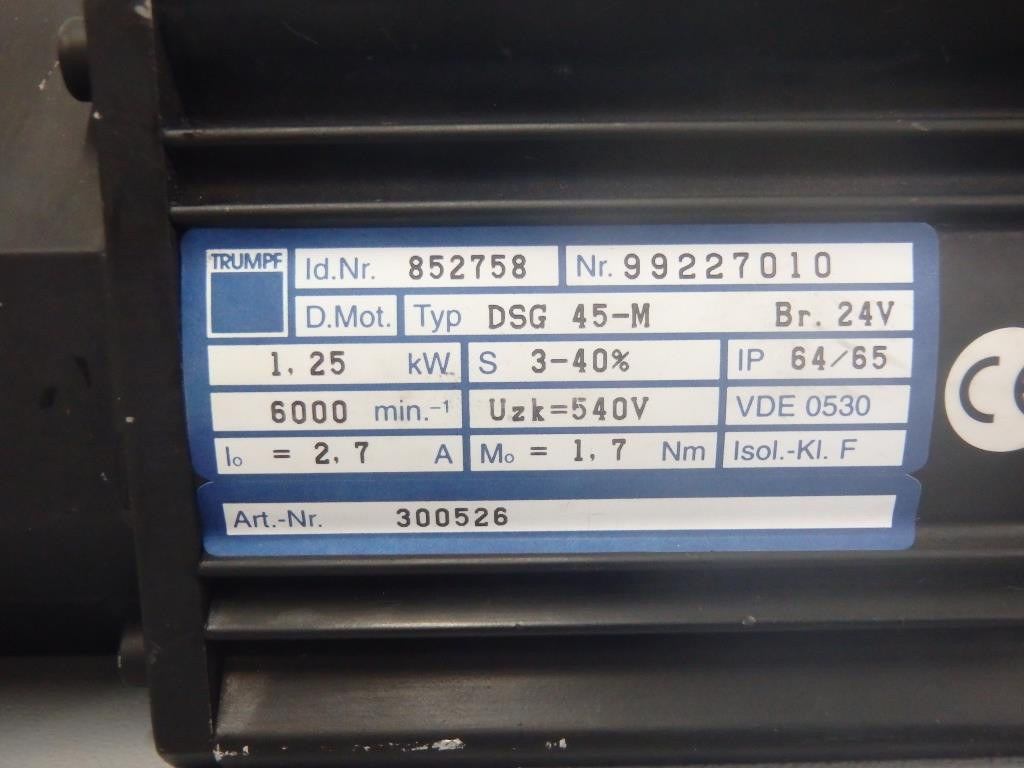 TRUMPF
Id.Nr. 852758 Nr. 99227010
D.Mot. Typ DSG 45-M Br. 24V
1,25 kW S 3-40% IP 64/65
6000 min.⁻¹ Uzk=540V VDE 0530
I₀ = 2,7 A M₀ = 1,7 Nm Isol.-Kl. F
Art.-Nr. 300526
CE